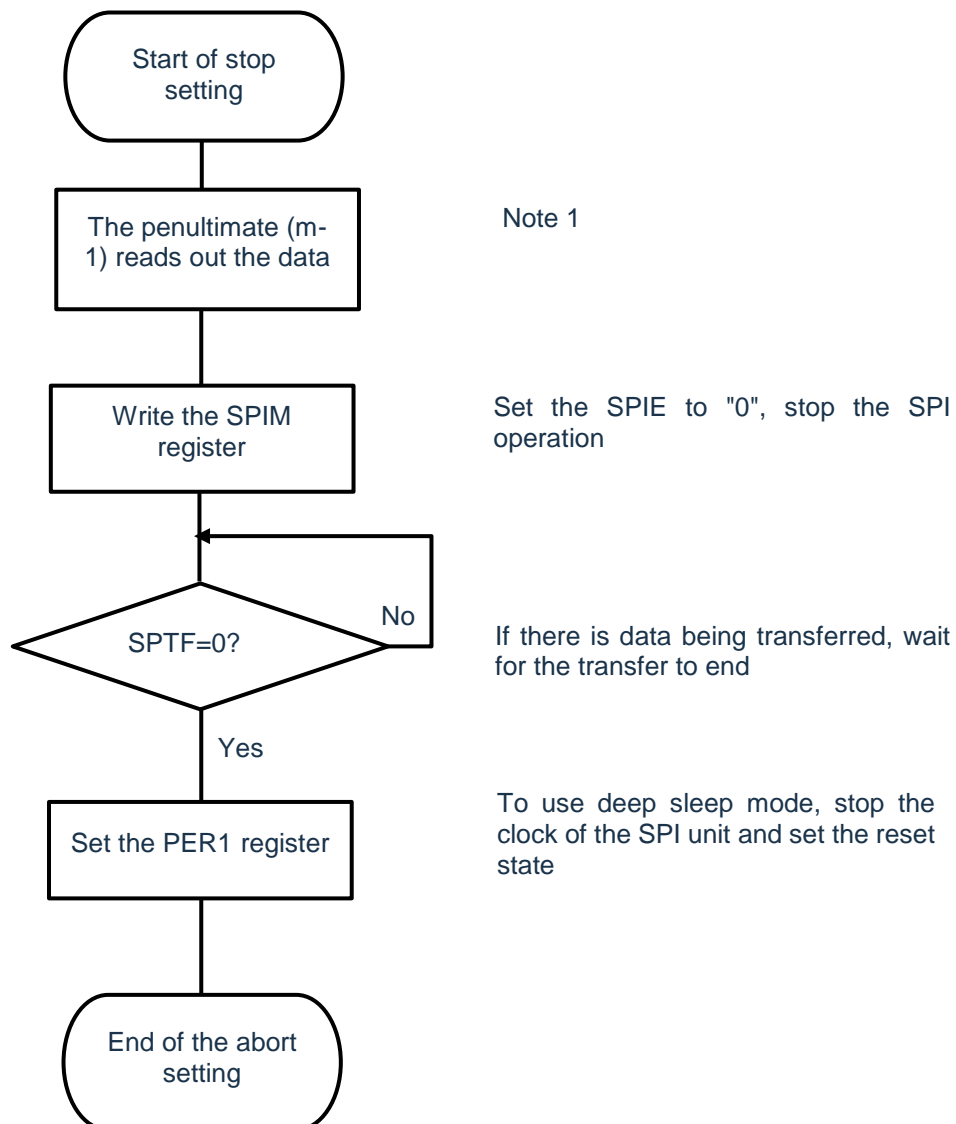 Start of stop
setting
The penultimate (m-
1) reads out the data
Note 1
Write the SPIM
register
Set the SPIE to "0", stop the SPI
operation
No
SPTF=0?
If there is data being transferred, wait
for the transfer to end
Yes
Set the PER1 register
To use deep sleep mode, stop the
clock of the SPI unit and set the reset
state
End of the abort
setting